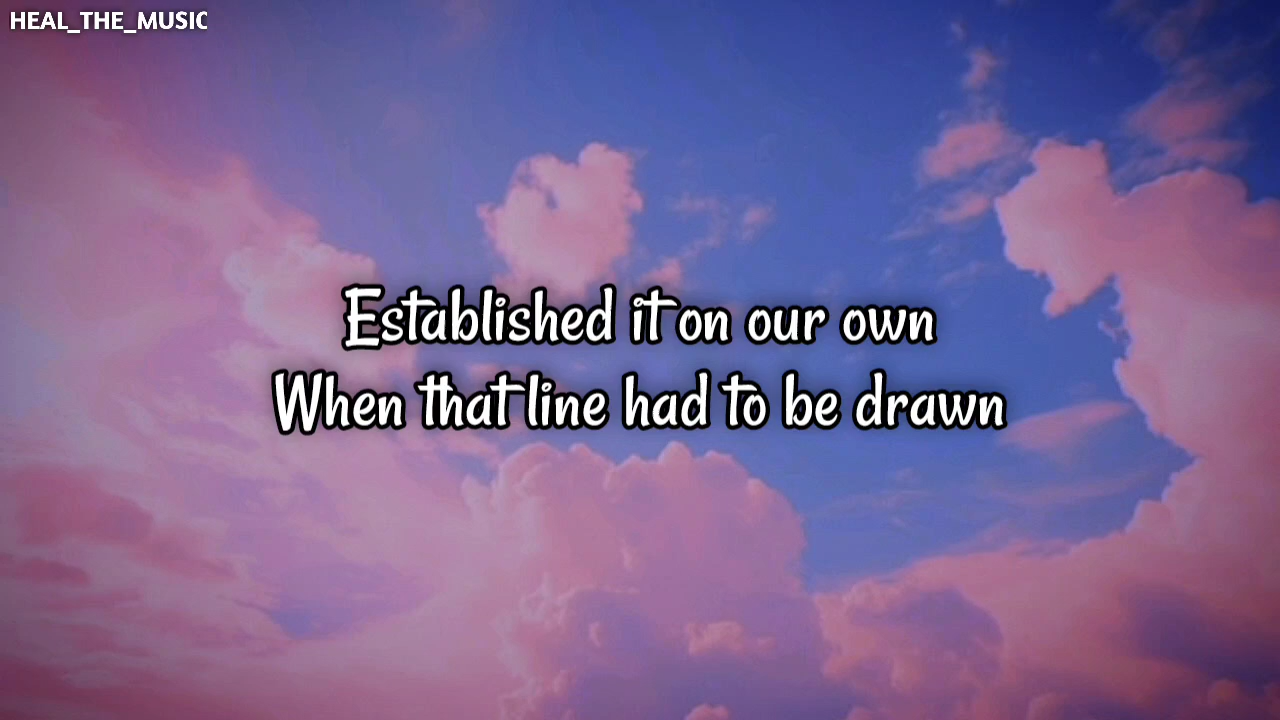 HEAL_THE_MUSIC
Established it on our own
When that line had to be drawn